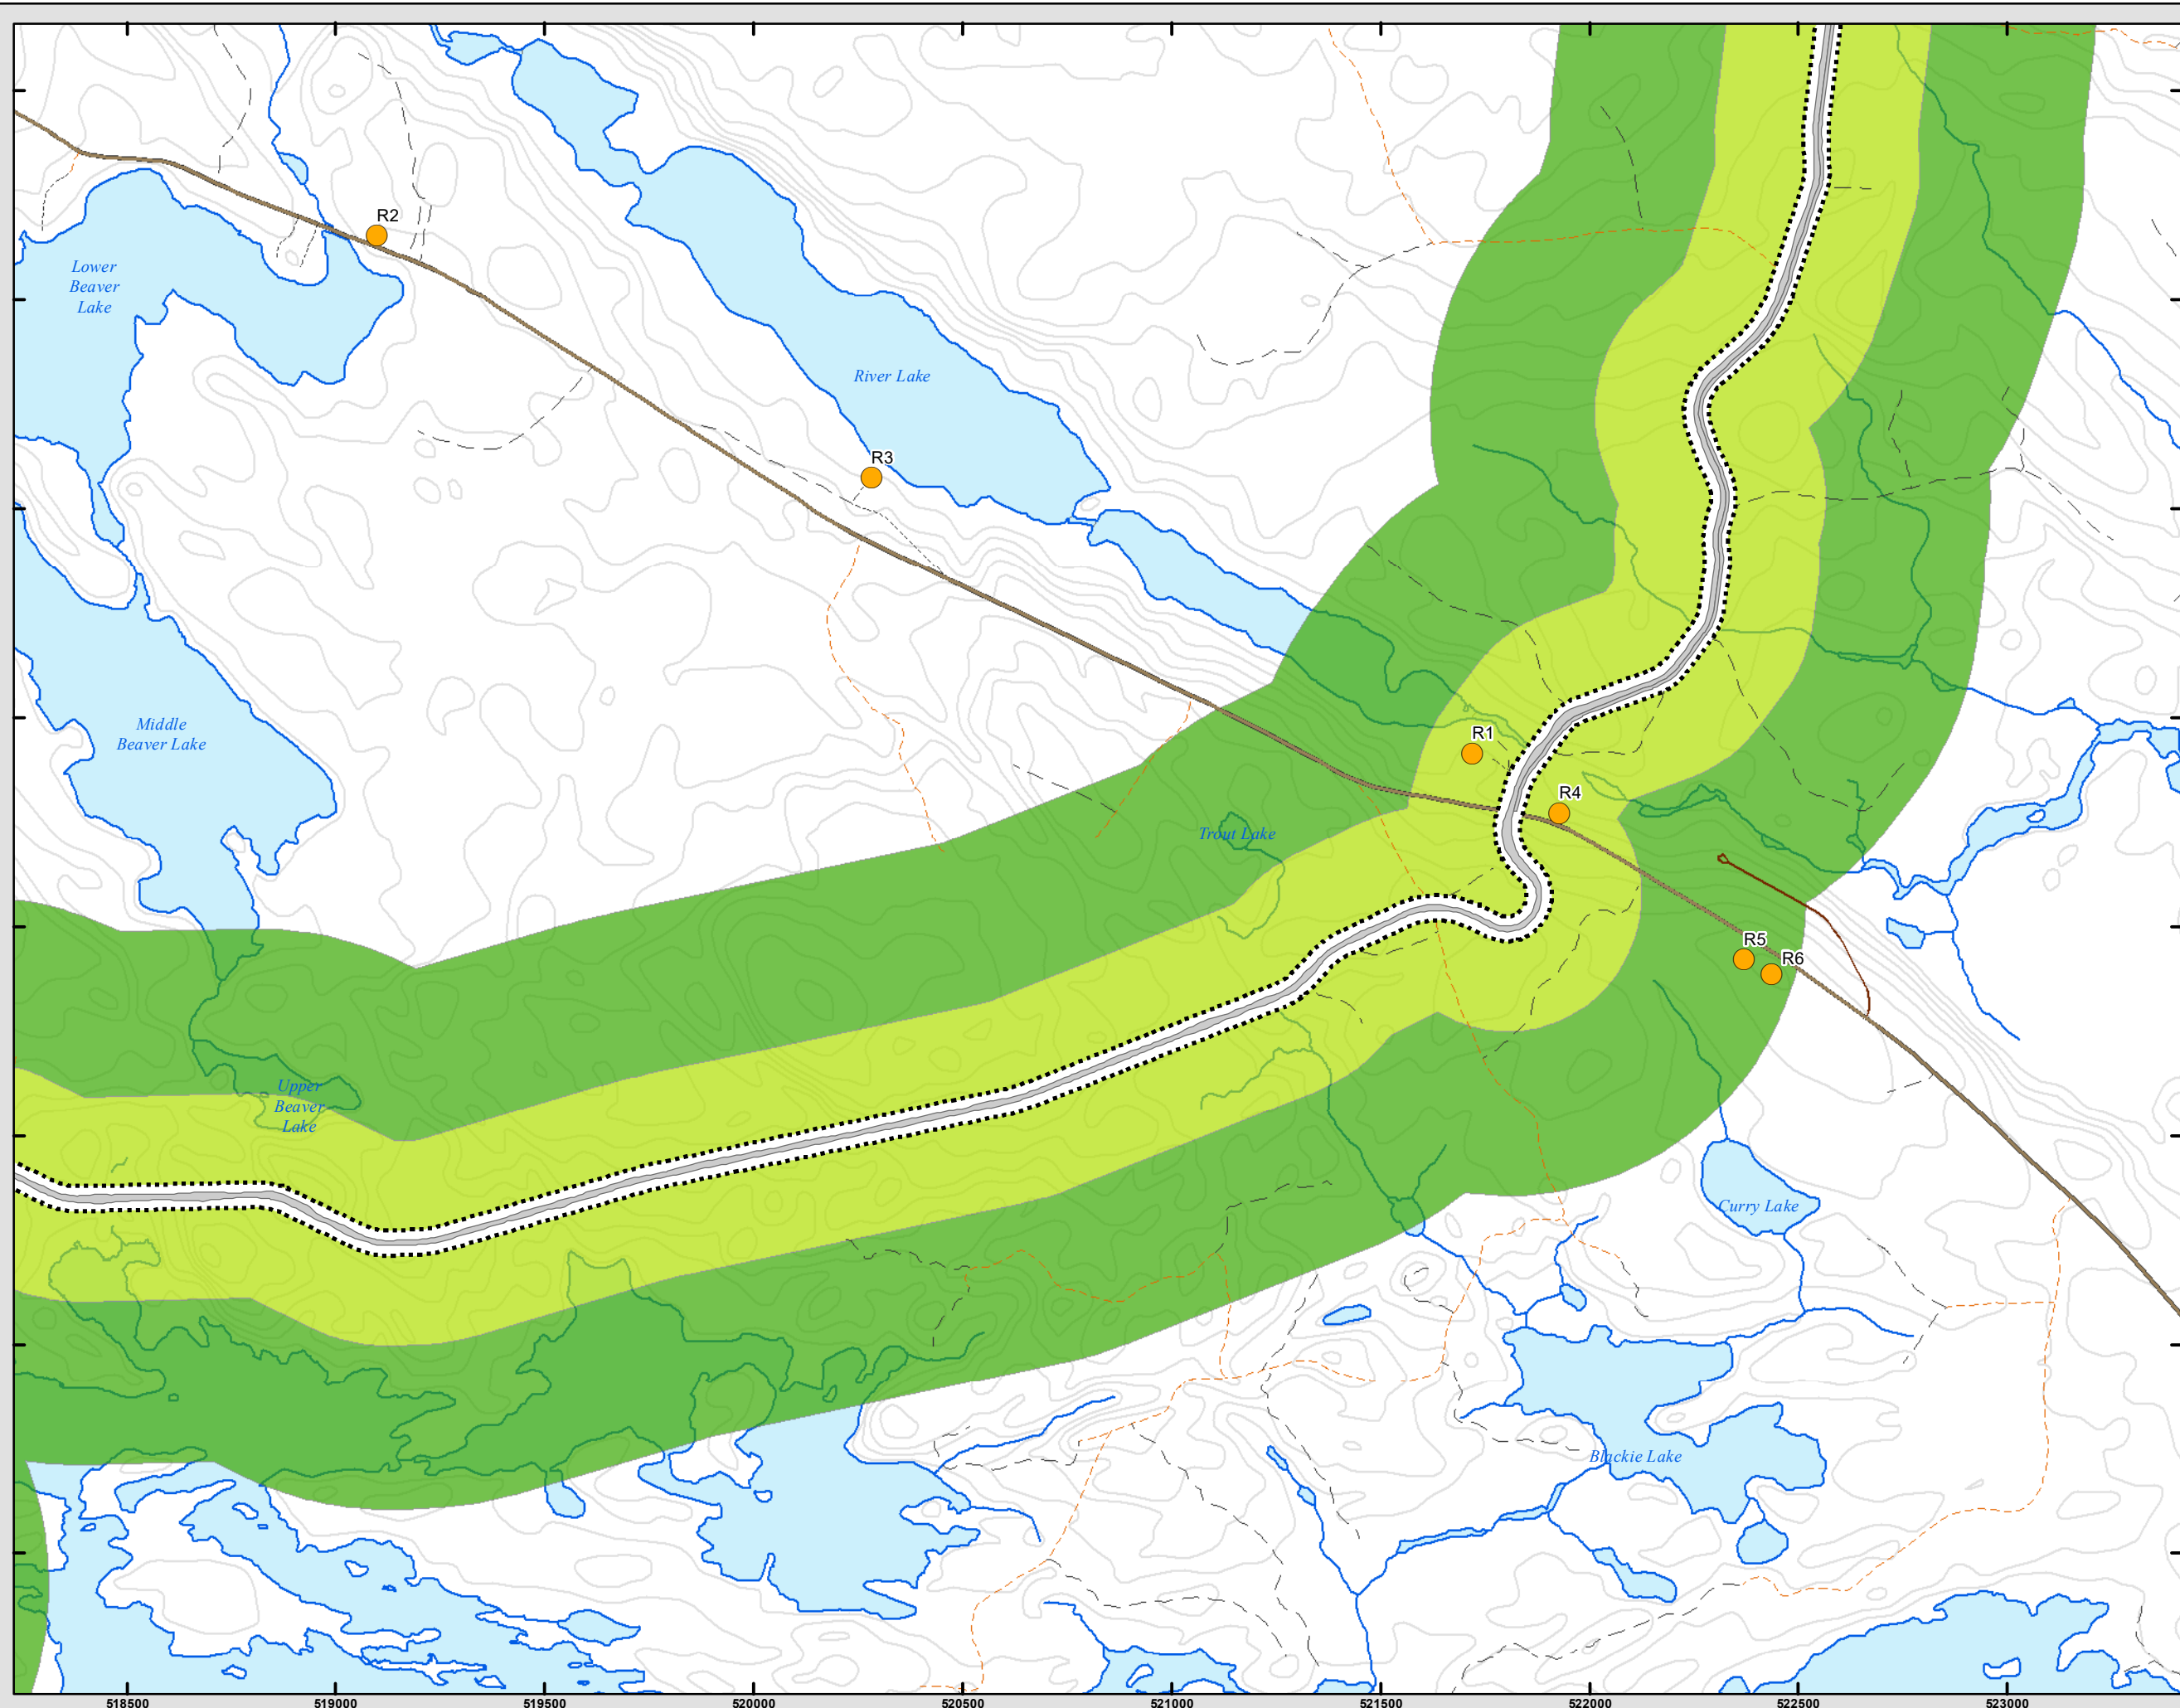 R2
Lower
Beaver
Lake
River Lake
R3
Middle
Beaver Lake
R1
R4
Trout Lake
R5
R6
Upper
Beaver
Lake
Curry Lake
Blackie Lake
518500 519000 519500 520000 520500 521000 521500 522000 522500 523000